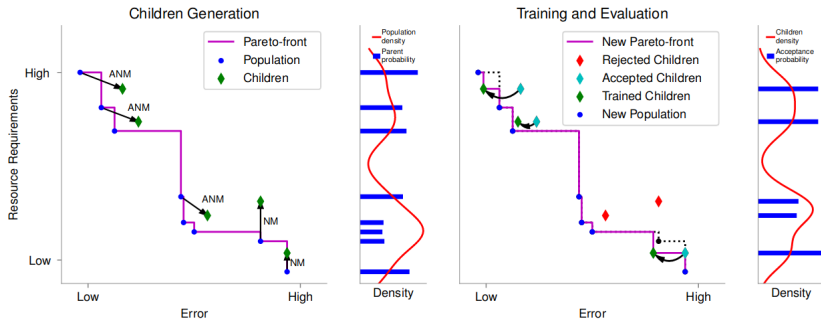 Children Generation
Training and Evaluation
Pareto-front
Population
Children
Population
density
Parent
probability
New Pareto-front
Rejected Children
Accepted Children
Trained Children
New Population
Children
density
Acceptance
probability
Resource Requirements
High
Low
ANM
ANM
ANM
NM
NM
Low
High
Error
Density
Low
High
Error
Density